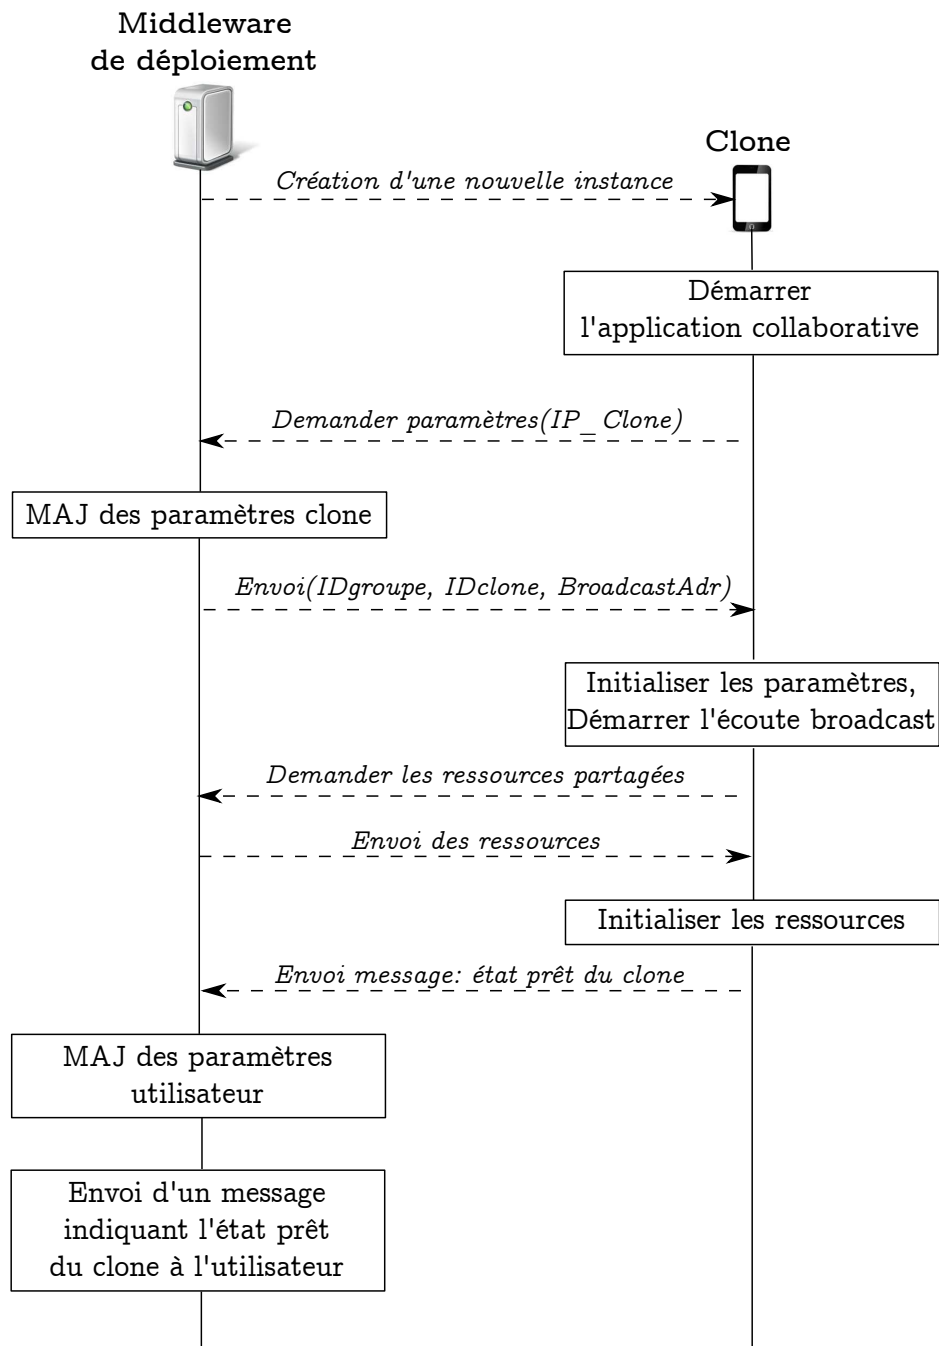 Middleware
de déploiement
Clone
Création d'une nouvelle instance
Démarrer
l'application collaborative
Demander paramètres(IP_Clone)
MAJ des paramètres clone
Envoi(IDgroupe, IDclone, BroadcastAdr)
Initialiser les paramètres,
Démarrer l'écoute broadcast
Demander les ressources partagées
Envoi des ressources
Initialiser les ressources
Envoi message: état prêt du clone
MAJ des paramètres
utilisateur
Envoi d'un message
indiquant l'état prêt
du clone à l'utilisateur